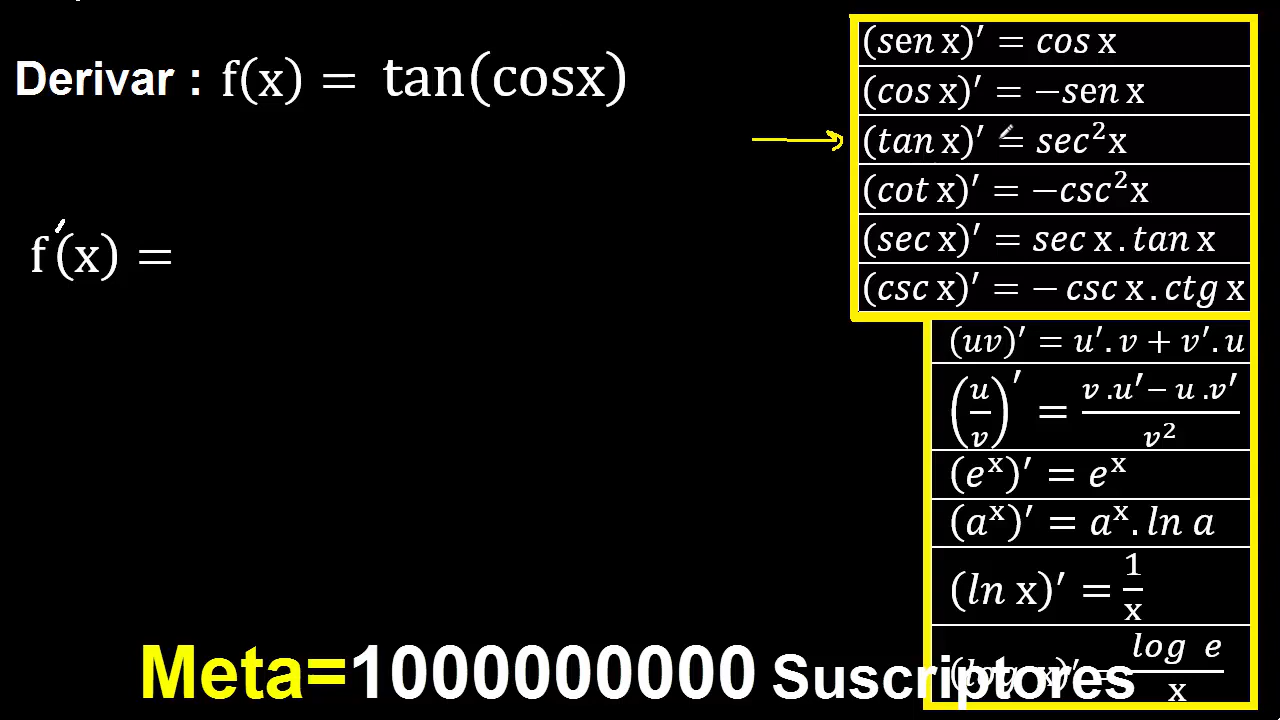 Derivar : f(x) = tan(cosx)
f′(x) =
(sen x)′ = cos x
(cos x)′ = −sen x
(tan x)′ = sec²x
(cot x)′ = −csc²x
(sec x)′ = sec x . tan x
(csc x)′ = − csc x . ctg x
(uv)′ = u′. v + v′. u
(u/v)′ = (v .u′ − u .v′)/v²
(eˣ)′ = eˣ
(aˣ)′ = aˣ. ln a
(ln x)′ = 1/x
(log x)′ = log e/x
Meta=1000000000 Suscriptores